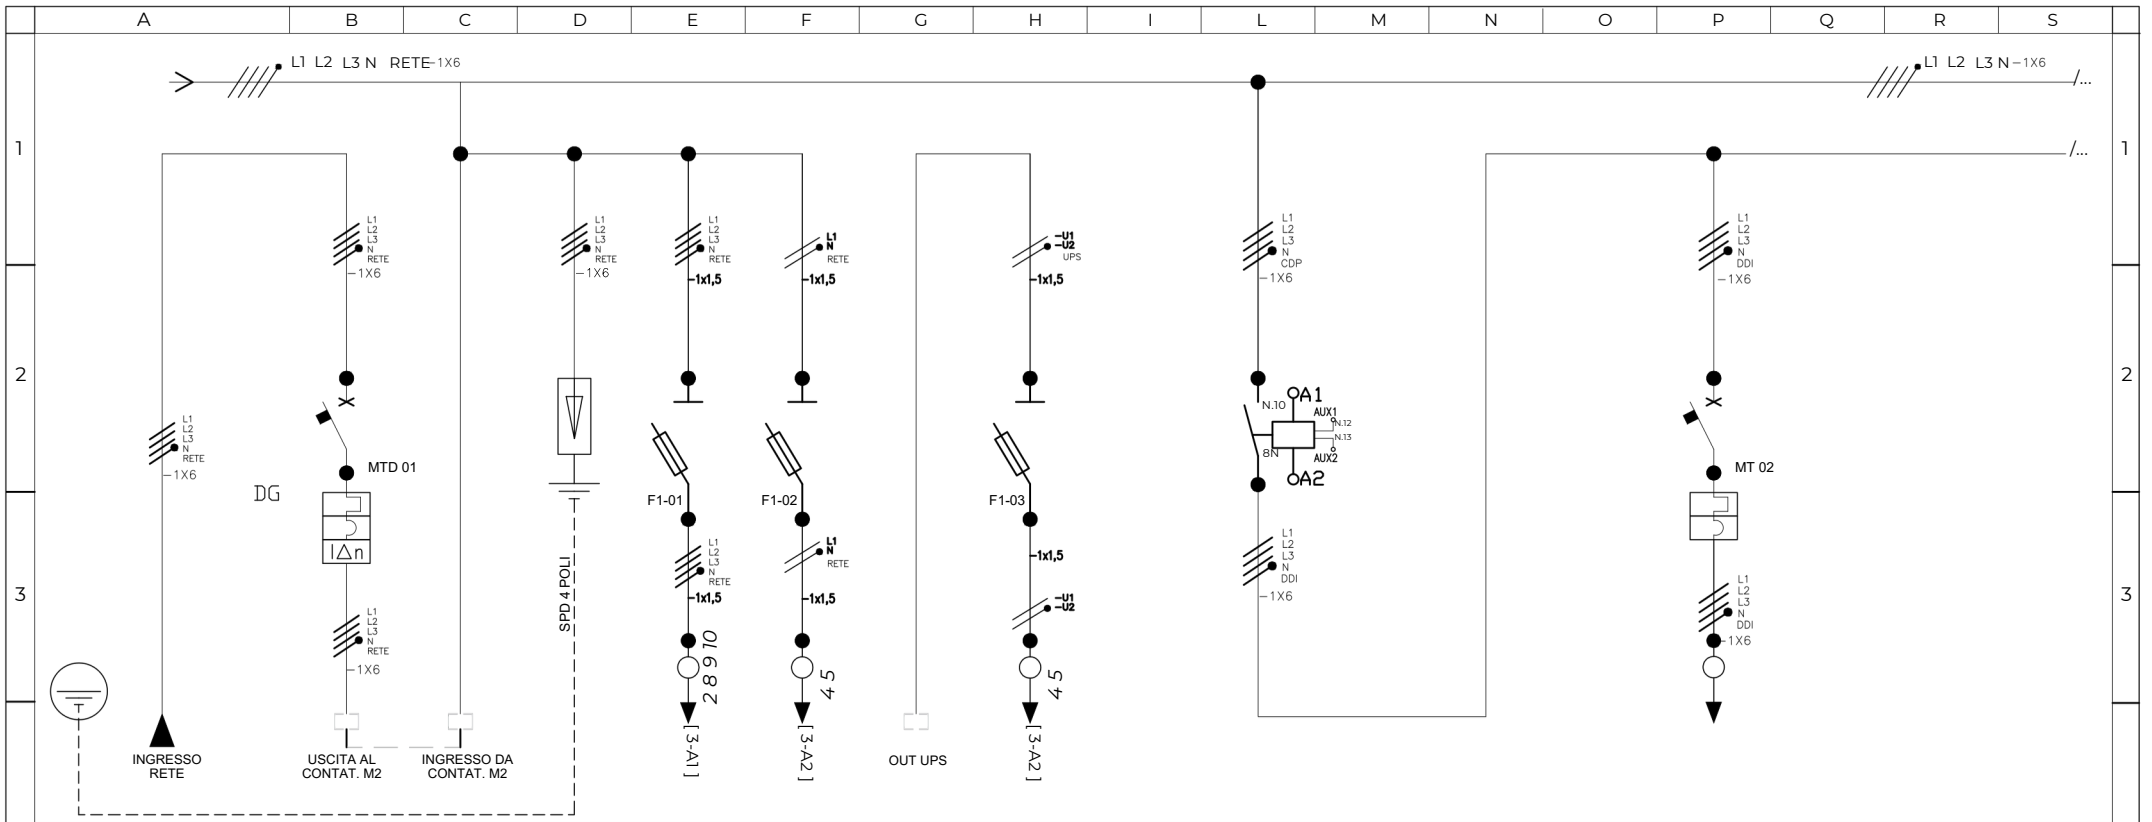 A B C D E F G H I L M N O P Q R S
L1 L2 L3 N RETE-1X6
L1 L2 L3 N-1X6
/...
1
/...
1
L1
L2
L3
N
RETE
-1X6
L1
L2
L3
N
RETE
-1X6
L1
L2
L3
N
RETE
-1x1,5
L1
N
RETE
-1x1,5
-U1
-U2
UPS
-1x1,5
L1
L2
L3
N
CDP
-1X6
L1
L2
L3
N
DDI
-1X6
2
2
L1
L2
L3
N
RETE
-1X6
DG
MTD 01
I△n
SPD 4 POLI
F1-01
F1-02
F1-03
N.10
8N
A1
A2
AUX1
N.12
N.13
AUX2
MT 02
3
3
L1
L2
L3
N
RETE
-1X6
L1
L2
L3
N
RETE
-1x1,5
L1
N
RETE
-1x1,5
-1x1,5
-U1
-U2
L1
L2
L3
N
DDI
-1X6
L1
L2
L3
N
DDI
-1X6
2 8 9 10
4 5
4 5
[ 3-A1 ]
[ 3-A2 ]
[ 3-A2 ]
INGRESSO
RETE
USCITA AL
CONTAT. M2
INGRESSO DA
CONTAT. M2
OUT UPS